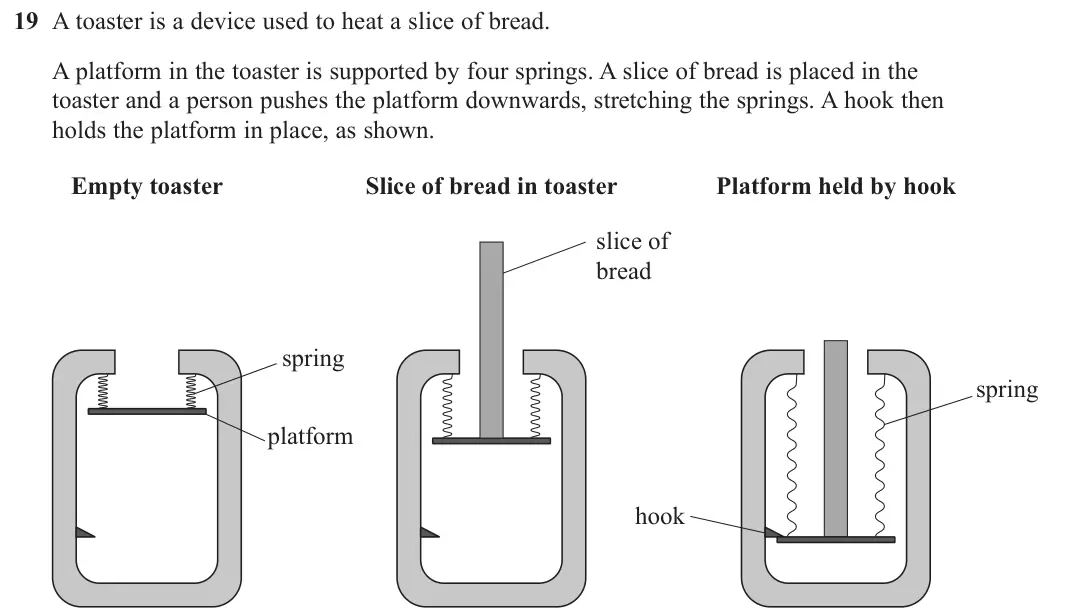 19 A toaster is a device used to heat a slice of bread.
A platform in the toaster is supported by four springs. A slice of bread is placed in the
toaster and a person pushes the platform downwards, stretching the springs. A hook then
holds the platform in place, as shown.
Empty toaster
Slice of bread in toaster
Platform held by hook
slice of
bread
spring
platform
spring
hook